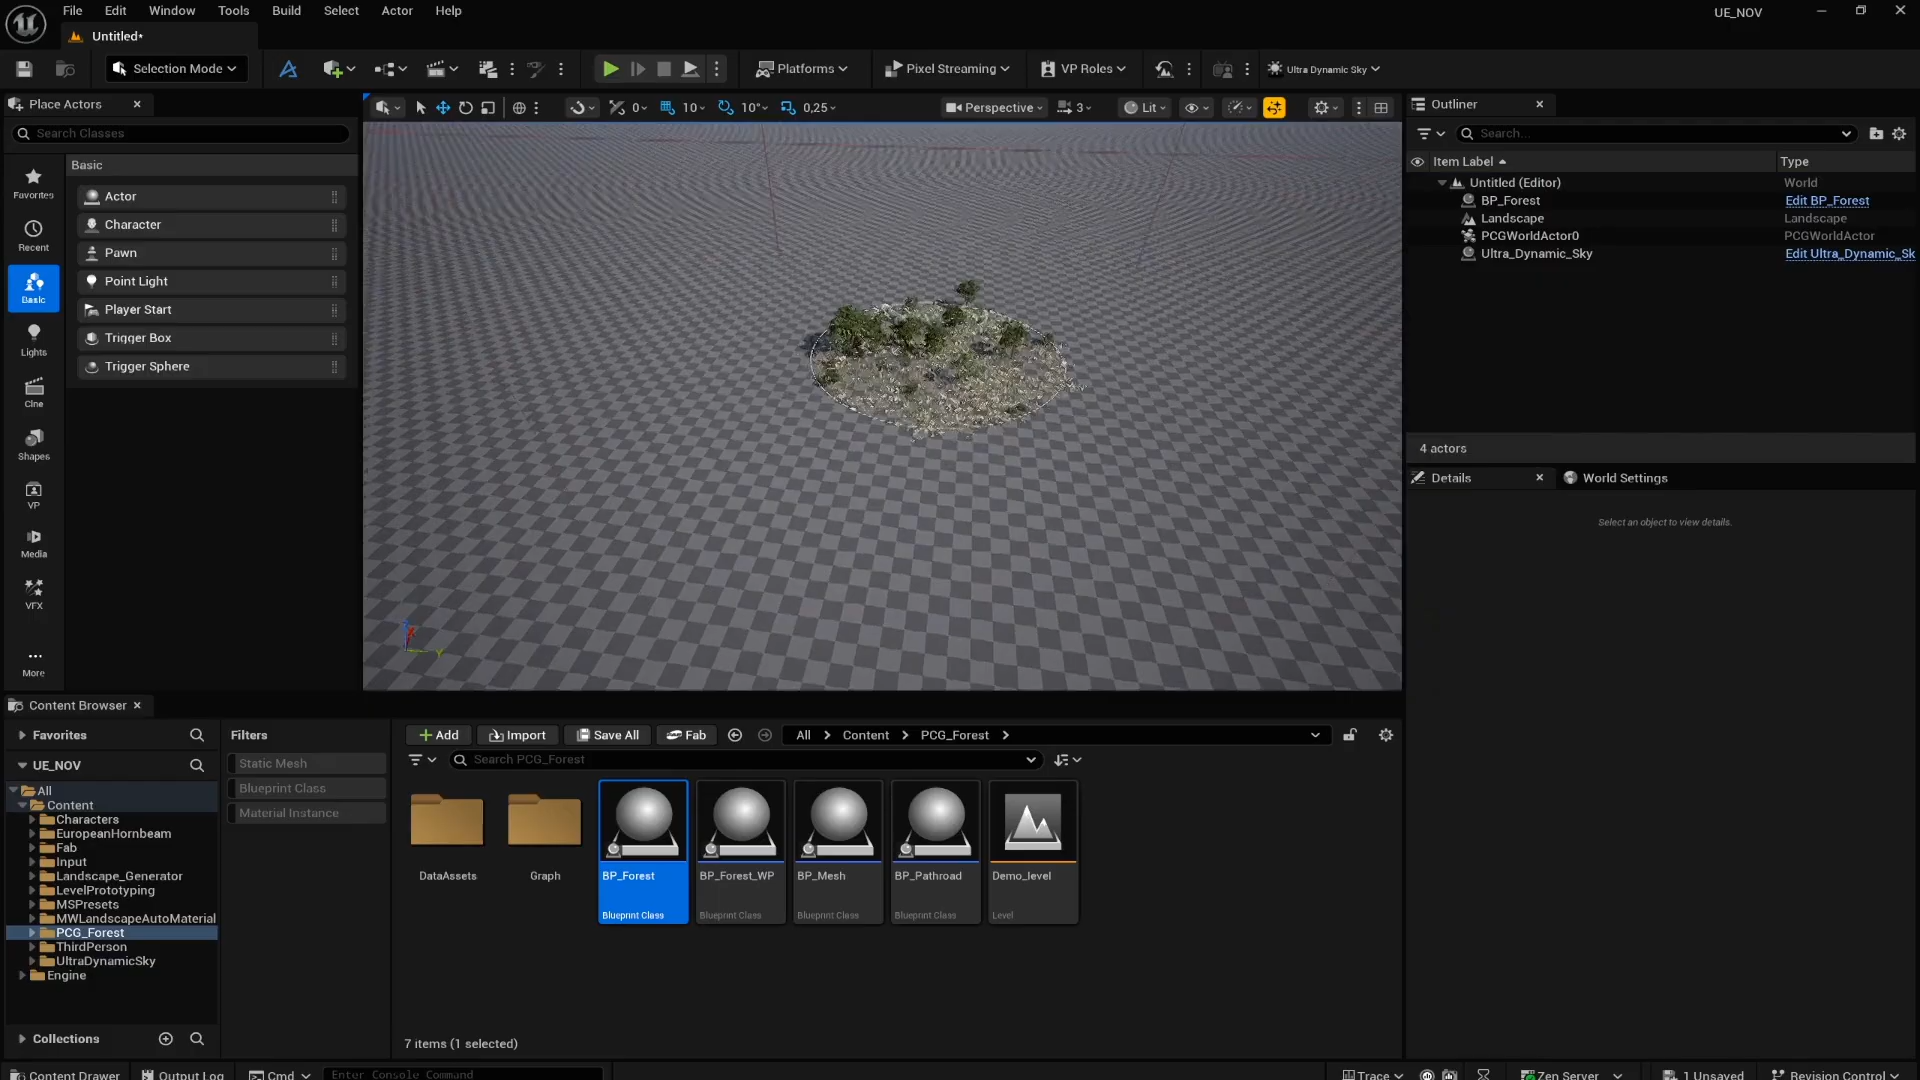 File Edit Window Tools Build Select Actor Help
UE_NOV
Untitled*
Selection Mode
Platforms
Pixel Streaming
VP Roles
Ultra Dynamic Sky
Place Actors
0
10
10°
0,25
Perspective
3
Lit
Outliner
Search Classes
Search...
Basic
Item Label
Type
Favorites
Actor
Untitled (Editor)
World
Character
BP_Forest
Edit BP_Forest
Recent
Pawn
Landscape
Landscape
Point Light
PCGWorldActor0
PCGWorldActor
Basic
Player Start
Ultra_Dynamic_Sky
Edit Ultra_Dynamic_Sk
Lights
Trigger Box
Trigger Sphere
Cine
Shapes
4 actors
VP
Details
World Settings
Media
Select an object to view details.
VFX
More
Content Browser
Favorites
Filters
Add
Import
Save All
Fab
All
Content
PCG_Forest
UE_NOV
Static Mesh
Search PCG_Forest
All
Blueprint Class
Content
Material Instance
Characters
EuropeanHornbeam
Fab
Input
Landscape_Generator
LevelPrototyping
MSPresets
MWLandscapeAutoMaterial
PCG_Forest
ThirdPerson
UltraDynamicSky
Engine
DataAssets
Graph
BP_Forest
BP_Forest_WP
BP_Mesh
BP_Pathroad
Demo_level
Blueprint Class
Blueprint Class
Blueprint Class
Blueprint Class
Level
Collections
7 items (1 selected)
Content Drawer
Output Log
Cmd
Enter Console Command
Trace
Zen Server
1 Unsaved
Revision Control